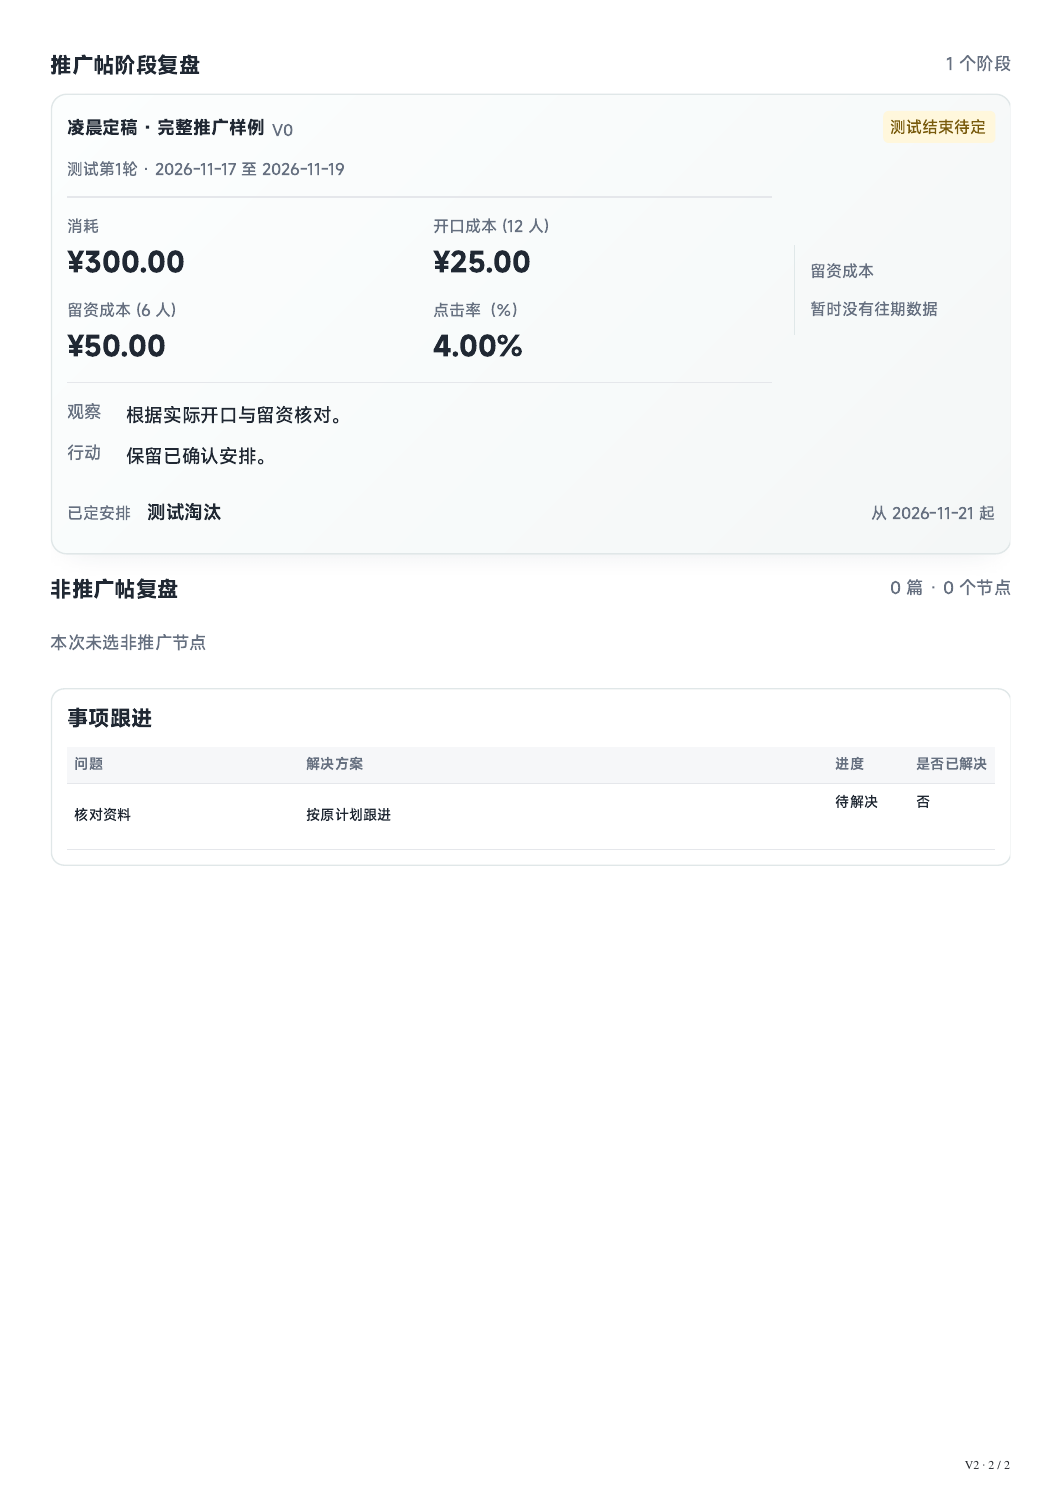 推广帖阶段复盘
1 个阶段
凌晨定稿 · 完整推广样例 V0
测试结束待定
测试第1轮 · 2026-11-17 至 2026-11-19
消耗
开口成本 (12 人)
¥300.00
¥25.00
留资成本 (6 人)
点击率 (%)
¥50.00
4.00%
留资成本
暂时没有往期数据
观察 根据实际开口与留资核对。
行动 保留已确认安排。
已定安排 测试淘汰
从 2026-11-21 起
非推广帖复盘
0 篇 · 0 个节点
本次未选非推广节点
事项跟进
问题 解决方案 进度 是否已解决
核对资料 按原计划跟进 待解决 否
V2 · 2 / 2